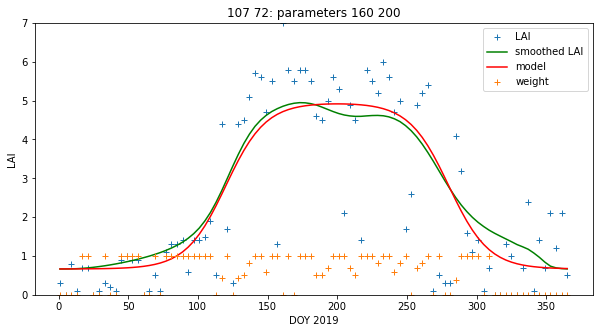 107 72: parameters 160 200
LAI
smoothed LAI
model
weight
7
6
5
4
3
2
1
0
LAI
0 50 100 150 200 250 300 350
DOY 2019